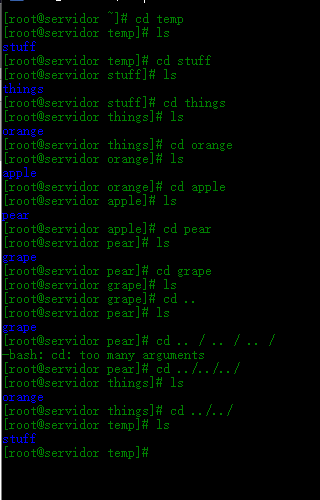 [root@servidor ~]# cd temp
[root@servidor temp]# ls
stuff
[root@servidor temp]# cd stuff
[root@servidor stuff]# ls
things
[root@servidor stuff]# cd things
[root@servidor things]# ls
orange
[root@servidor things]# cd orange
[root@servidor orange]# ls
apple
[root@servidor orange]# cd apple
[root@servidor apple]# ls
pear
[root@servidor apple]# cd pear
[root@servidor pear]# ls
grape
[root@servidor pear]# cd grape
[root@servidor grape]# ls
[root@servidor grape]# cd ..
[root@servidor pear]# ls
grape
[root@servidor pear]# cd .. / .. / .. /
-bash: cd: too many arguments
[root@servidor pear]# cd ../../../
[root@servidor things]# ls
orange
[root@servidor things]# cd ../../
[root@servidor temp]# ls
stuff
[root@servidor temp]#